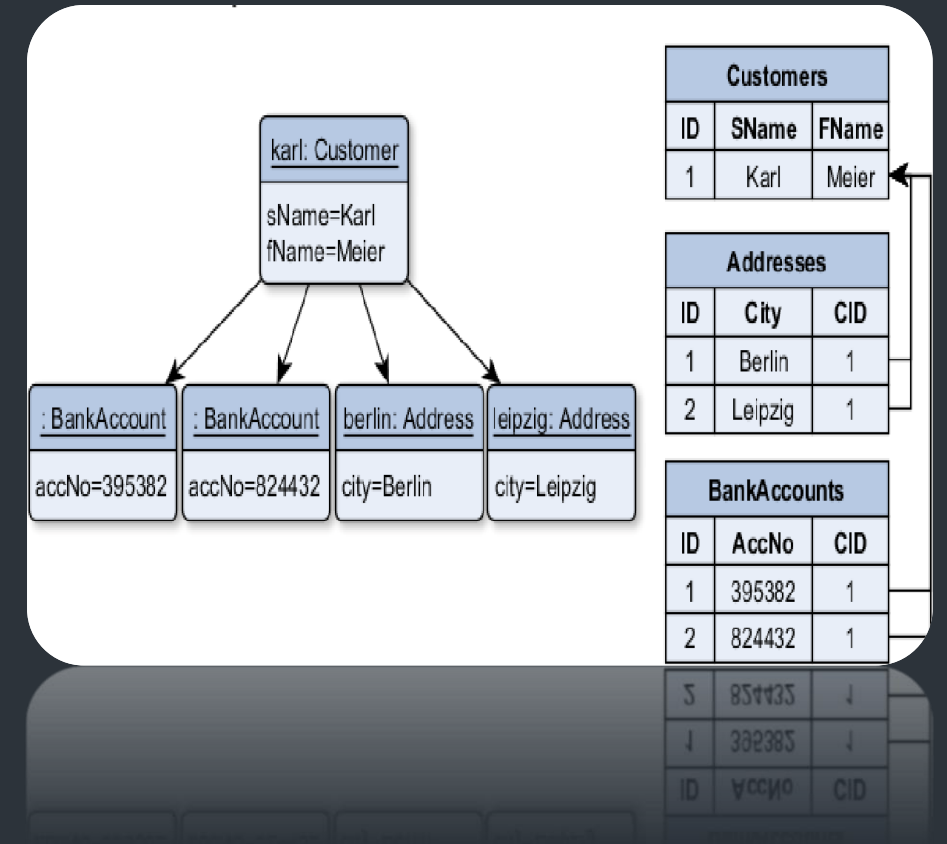 karl: Customer
sName=Karl
fName=Meier
: BankAccount
accNo=395382
: BankAccount
accNo=824432
berlin: Address
city=Berlin
leipzig: Address
city=Leipzig
Customers
ID SName FName
1 Karl Meier
Addresses
ID City CID
1 Berlin 1
2 Leipzig 1
BankAccounts
ID AccNo CID
1 395382 1
2 824432 1